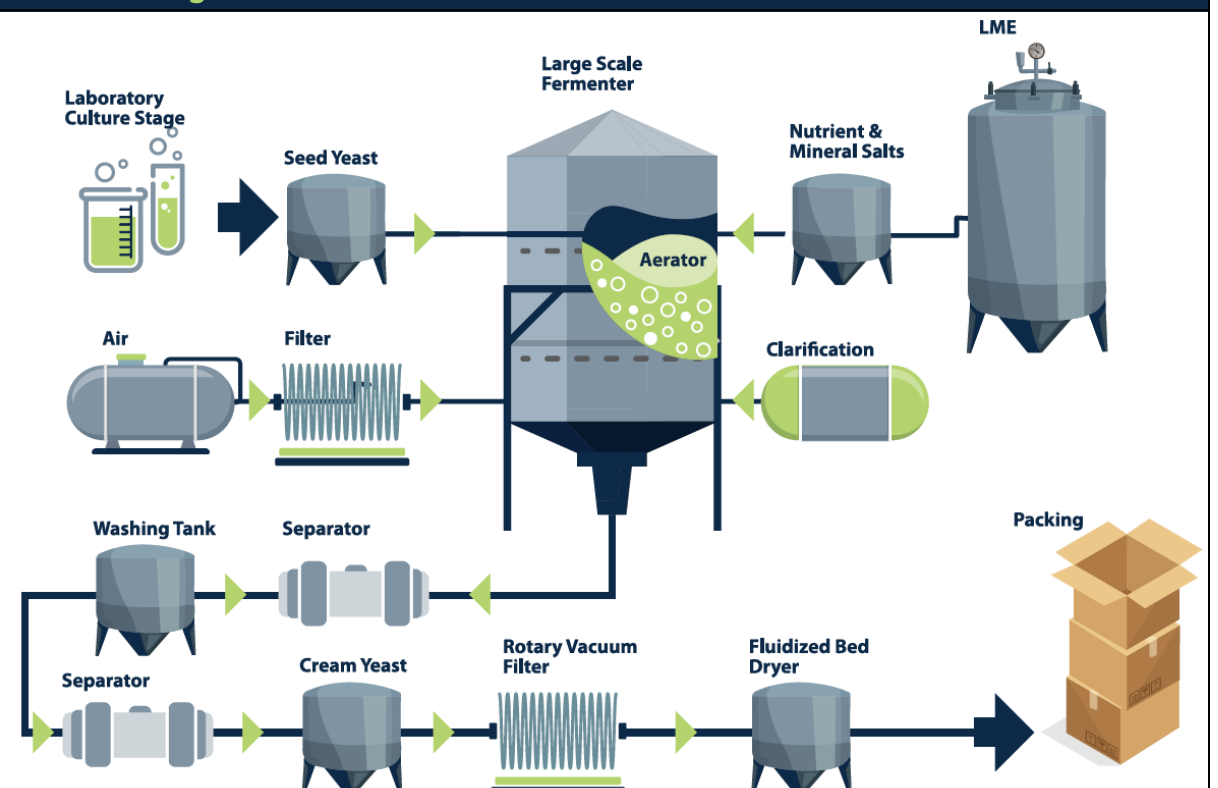 LME
Large Scale
Fermenter
Laboratory
Culture Stage
Nutrient &
Mineral Salts
Seed Yeast
Aerator
Air
Filter
Clarification
Packing
Washing Tank
Separator
Rotary Vacuum
Filter
Fluidized Bed
Dryer
Cream Yeast
Separator